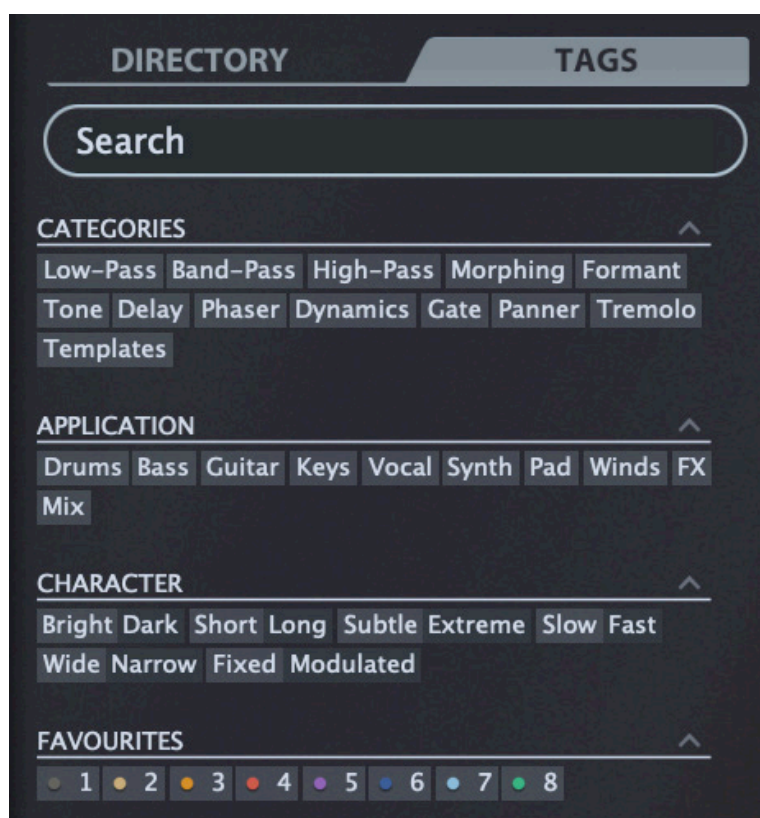 DIRECTORY TAGS
Search
CATEGORIES
Low-Pass Band-Pass High-Pass Morphing Formant
Tone Delay Phaser Dynamics Gate Panner Tremolo
Templates
APPLICATION
Drums Bass Guitar Keys Vocal Synth Pad Winds FX
Mix
CHARACTER
Bright Dark Short Long Subtle Extreme Slow Fast
Wide Narrow Fixed Modulated
FAVOURITES
1 2 3 4 5 6 7 8